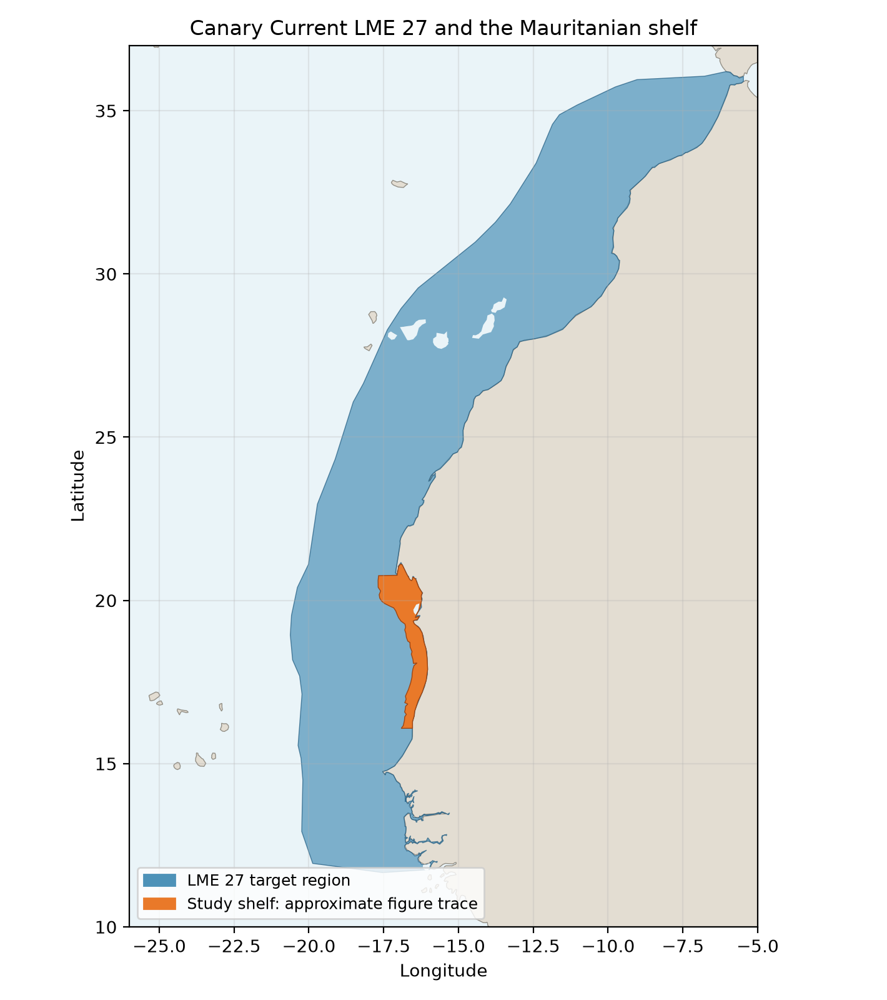 Canary Current LME 27 and the Mauritanian shelf
Latitude
35
30
25
20
15
10
LME 27 target region
Study shelf: approximate figure trace
−25.0 −22.5 −20.0 −17.5 −15.0 −12.5 −10.0 −7.5 −5.0
Longitude